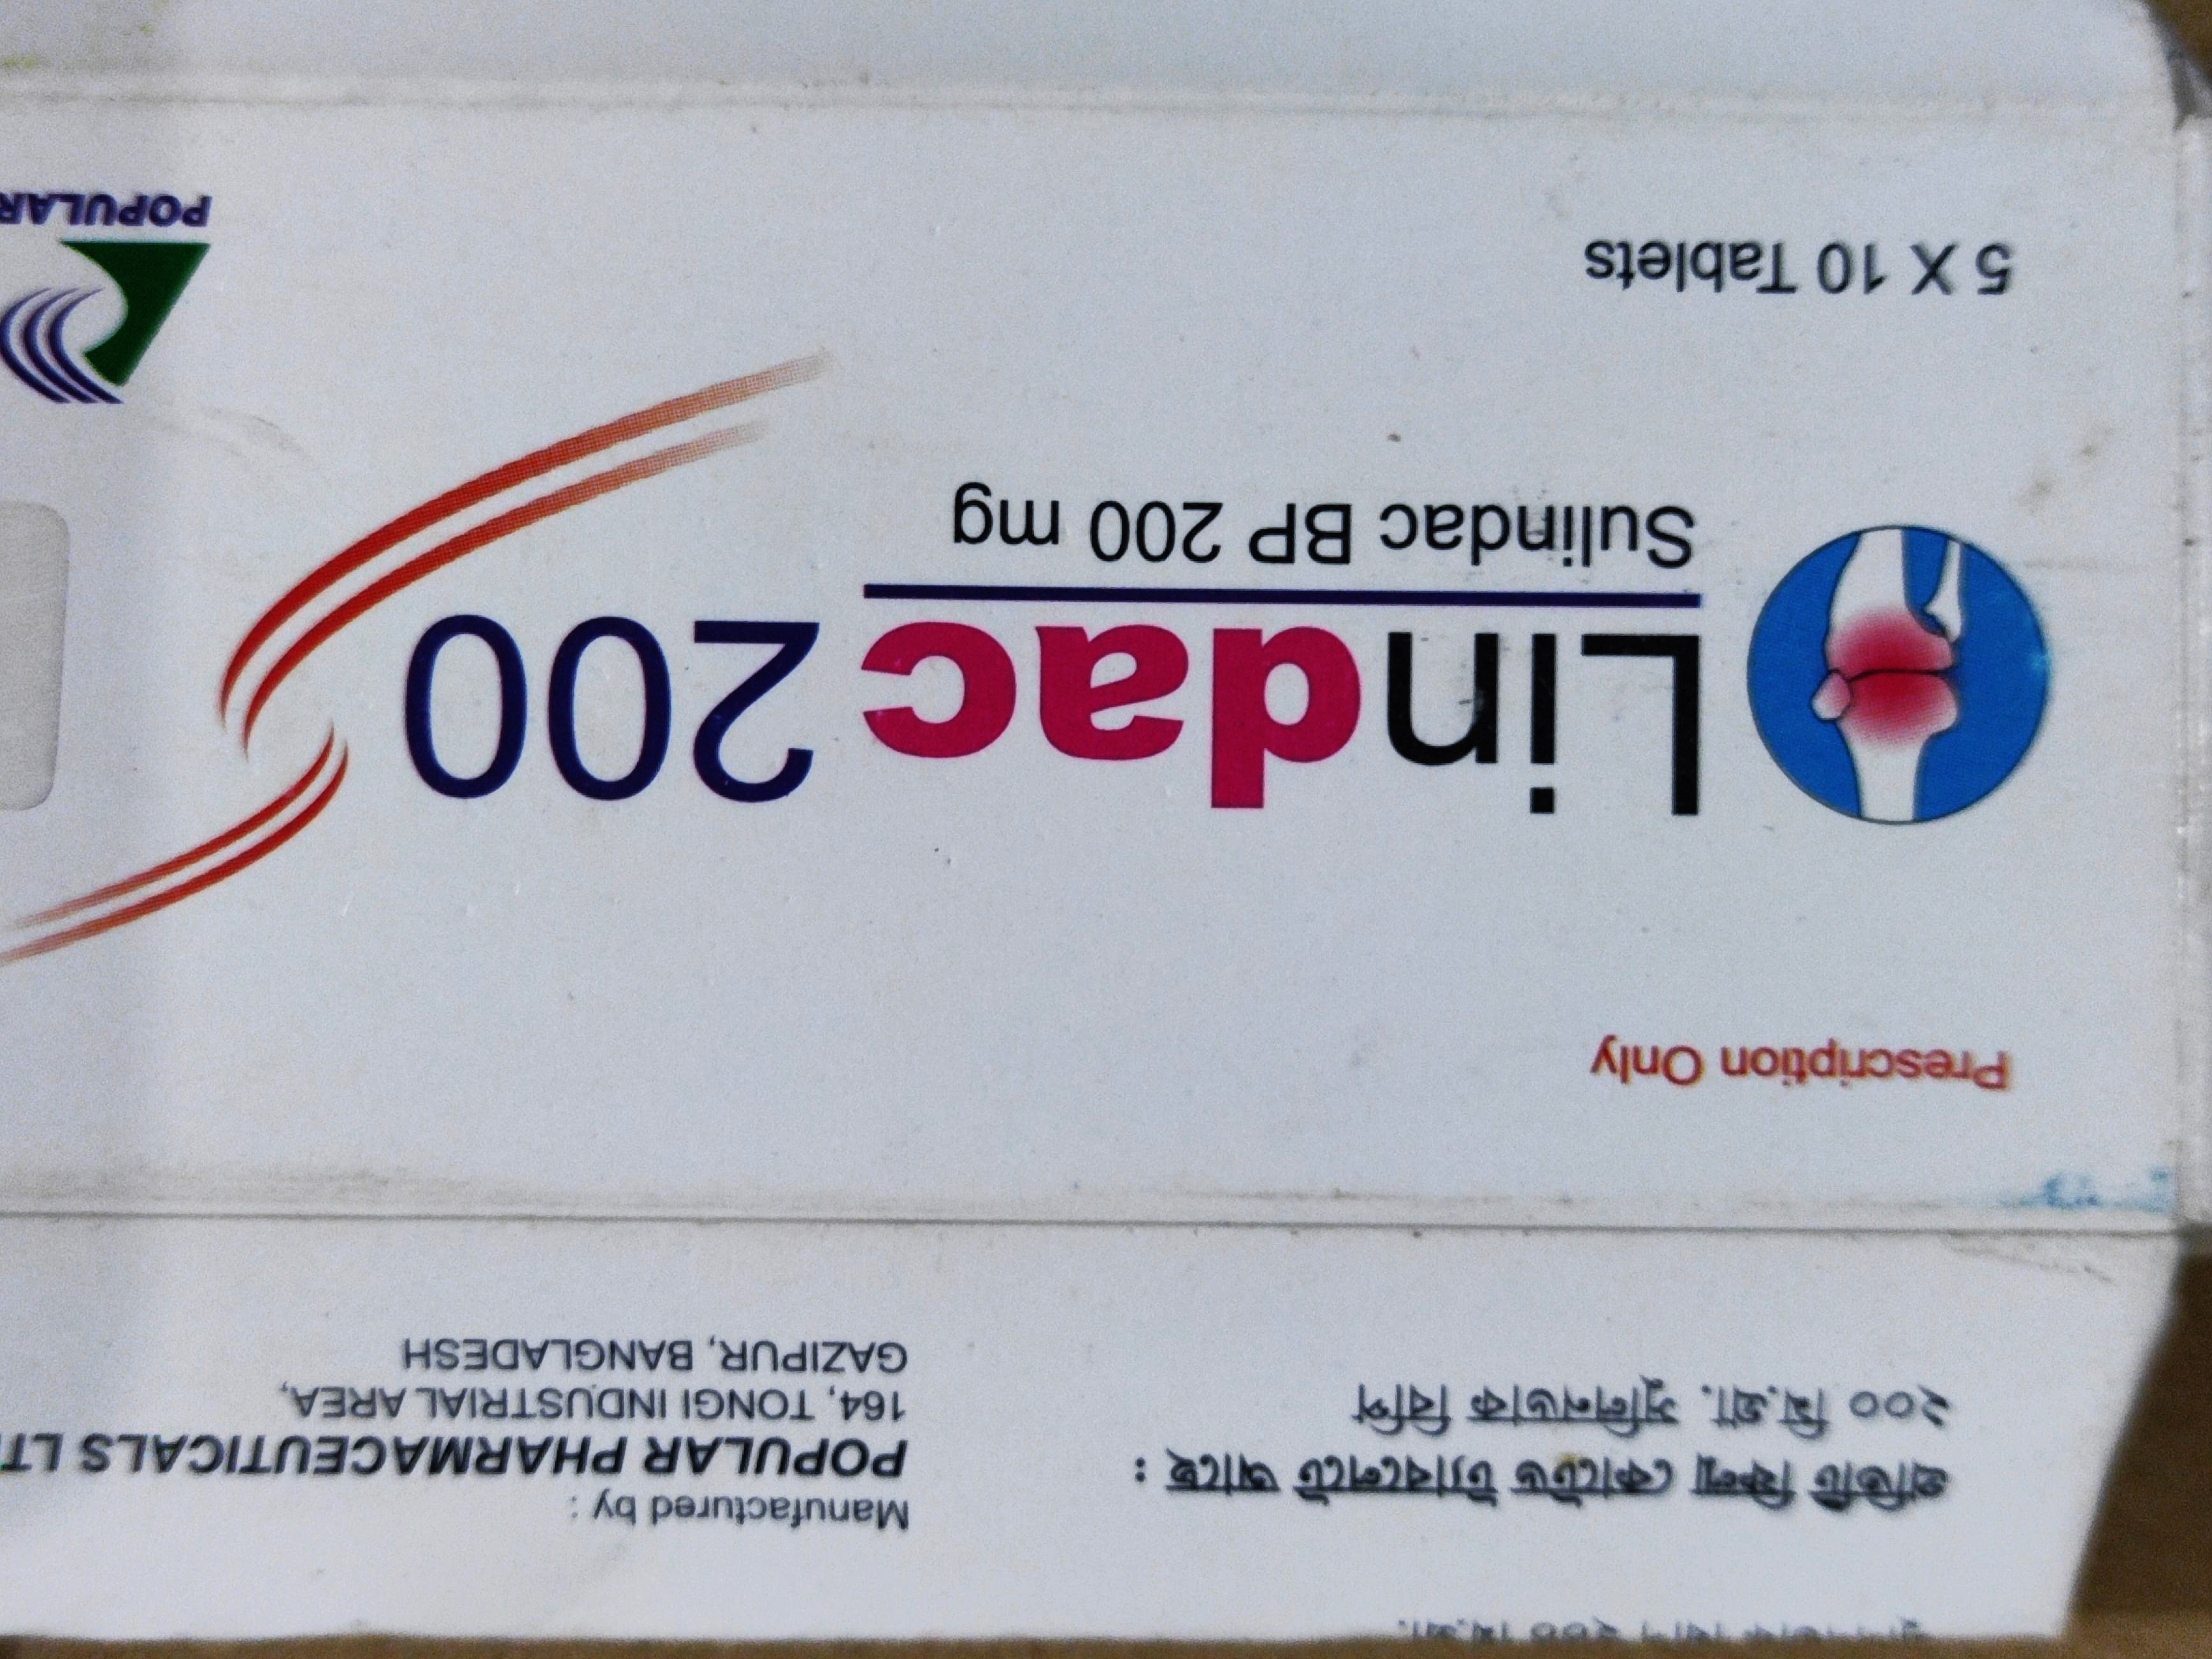 Prescription Only
Lindac 200
Sulindac BP 200 mg
5 X 10 Tablets
POPULAR
প্রতিটি ফিল্ম কোটেড ট্যাবলেটে আছে :
২০০ মি.গ্রা. সুলিনডাক বিপি
Manufactured by :
POPULAR PHARMACEUTICALS LT
164, TONGI INDUSTRIAL AREA,
GAZIPUR, BANGLADESH